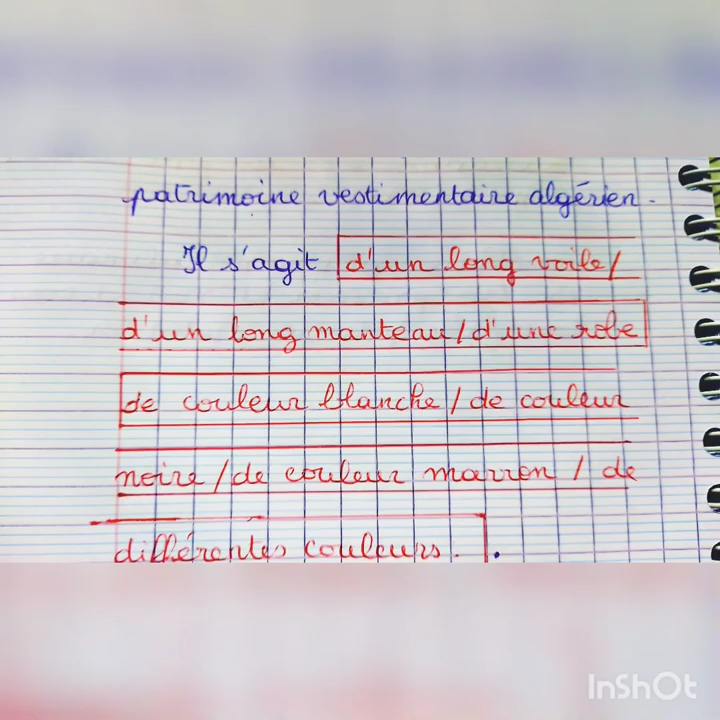 patrimoine vestimentaire algérien.
Il s'agit d'un long voile/
d'un long manteau/d'une robe
de couleur blanche/de couleur
noire/de couleur marron/de
différentes couleurs..
InShOt